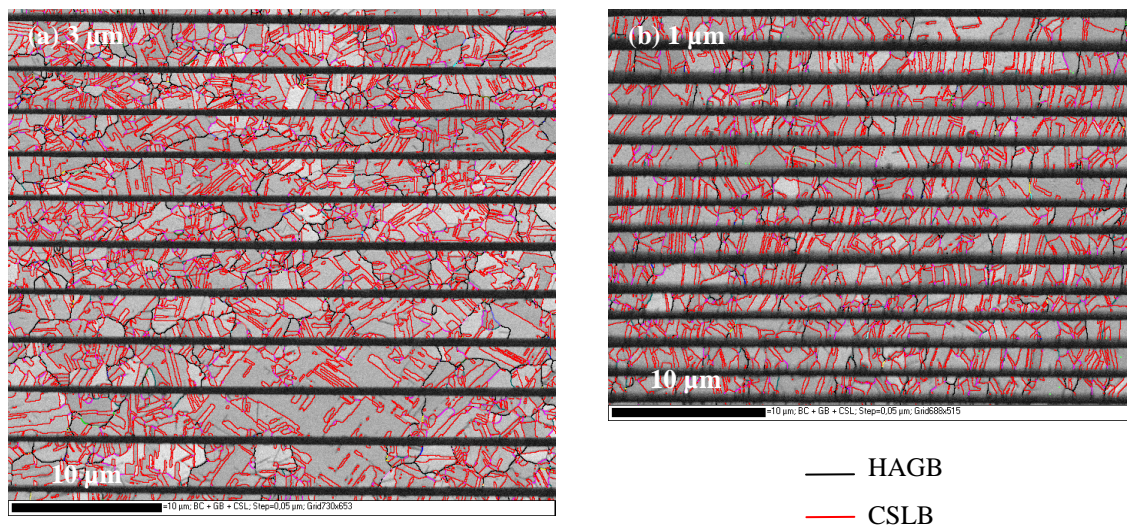 (a) 3 µm
10 µm
=10 µm; BC + GB + CSL; Step=0,05 µm; Grid730x653
(b) 1 µm
10 µm
=10 µm; BC + GB + CSL; Step=0,05 µm; Grid688x515
HAGB
CSLB